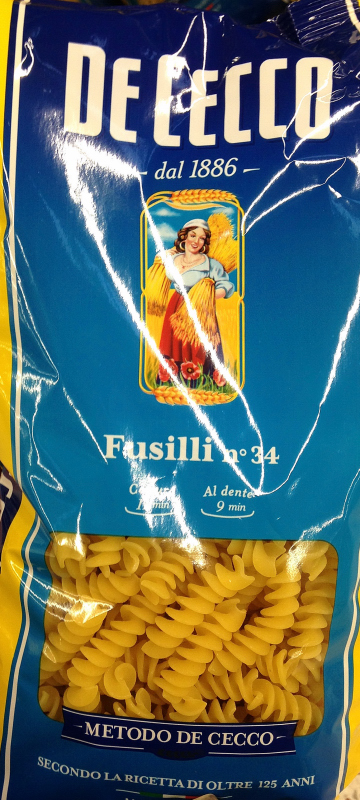 DE CECCO
dal 1886
Fusilli n° 34
Al dente
9 min
METODO DE CECCO
SECONDO LA RICETTA DI OLTRE 125 ANNI